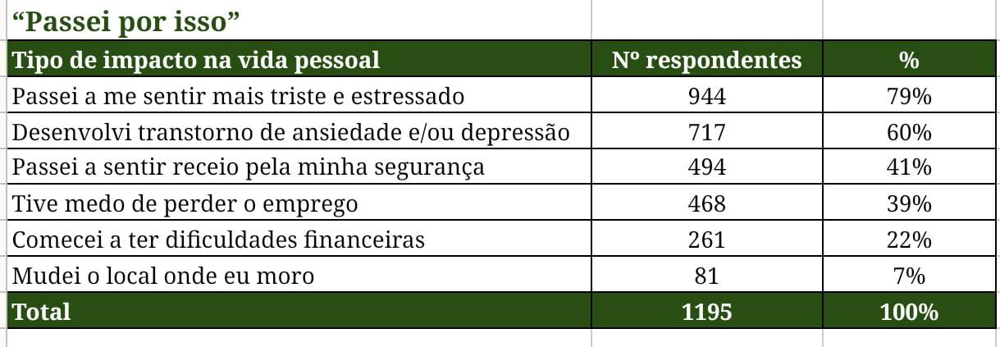 “Passei por isso”
Tipo de impacto na vida pessoal Nº respondentes %
Passei a me sentir mais triste e estressado 944 79%
Desenvolvi transtorno de ansiedade e/ou depressão 717 60%
Passei a sentir receio pela minha segurança 494 41%
Tive medo de perder o emprego 468 39%
Comecei a ter dificuldades financeiras 261 22%
Mudei o local onde eu moro 81 7%
Total 1195 100%